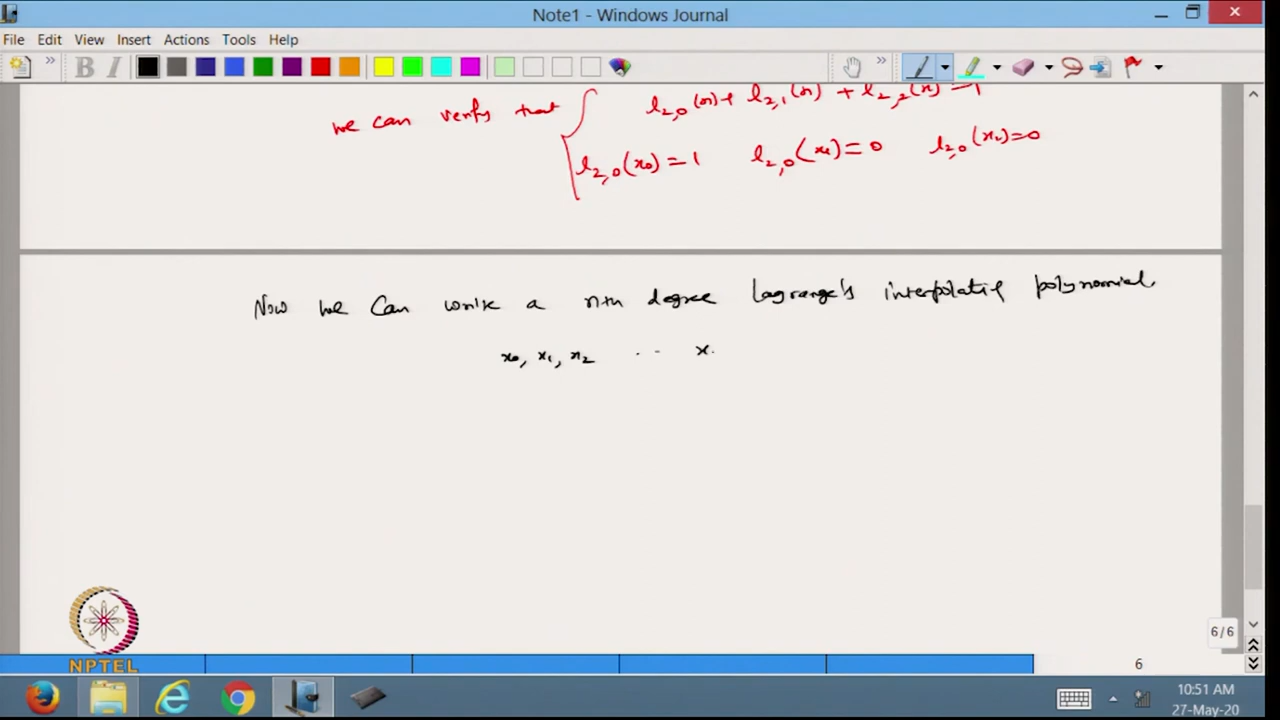 Note1 - Windows Journal
File Edit View Insert Actions Tools Help
we can verify that l2,0(x) + l2,1(x) + l2,2(x) = 1
l2,0(x0) = 1 l2,0(x1) = 0 l2,0(x2) = 0
Now we can write a nth degree Lagrange's interpolating polynomial.
x0, x1, x2 .. .. x
6/6
NPTEL
6
10:51 AM
27-May-20